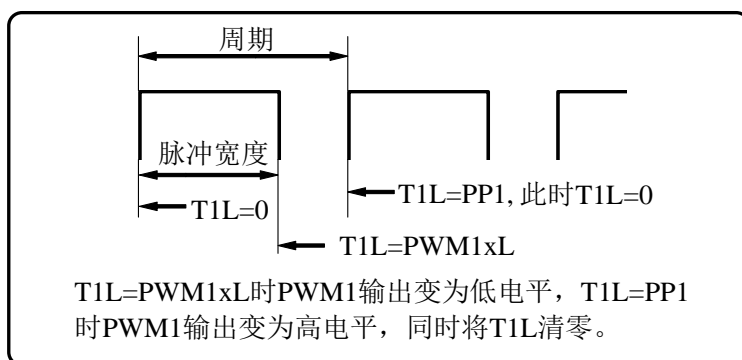 周期
脉冲宽度
T1L=PP1, 此时T1L=0
T1L=0
T1L=PWM1xL
T1L=PWM1xL时PWM1输出变为低电平，T1L=PP1
时PWM1输出变为高电平，同时将T1L清零。